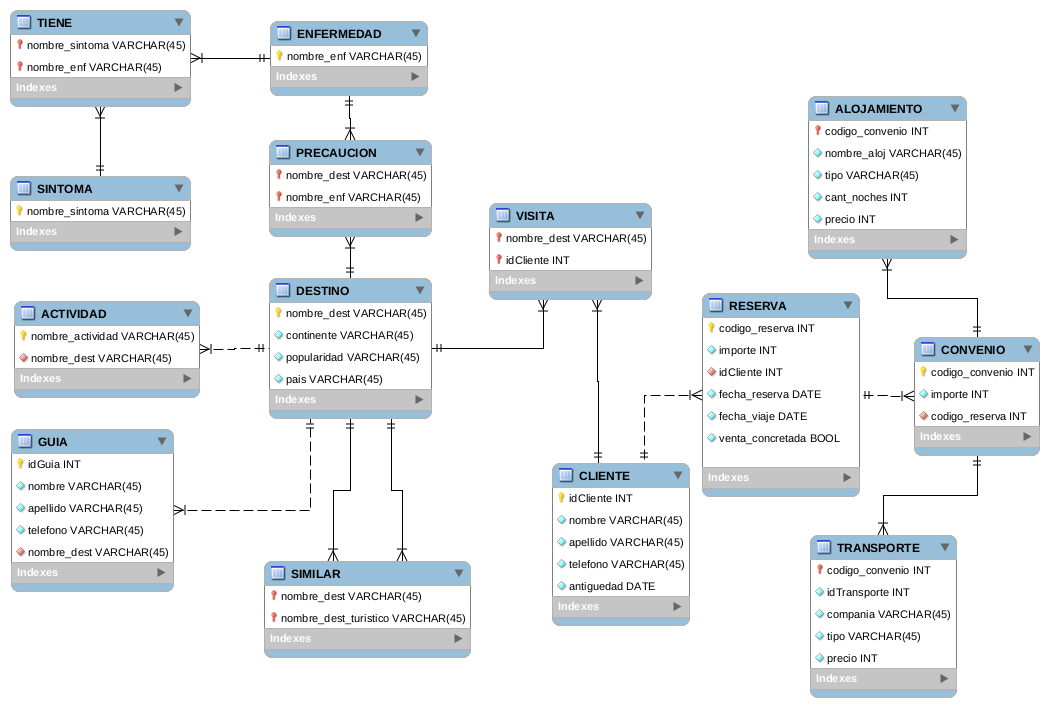 TIENE
nombre_sintoma VARCHAR(45)
nombre_enf VARCHAR(45)
Indexes
ENFERMEDAD
nombre_enf VARCHAR(45)
Indexes
PRECAUCION
nombre_dest VARCHAR(45)
nombre_enf VARCHAR(45)
Indexes
SINTOMA
nombre_sintoma VARCHAR(45)
Indexes
VISITA
nombre_dest VARCHAR(45)
idCliente INT
Indexes
ALOJAMIENTO
codigo_convenio INT
nombre_aloj VARCHAR(45)
tipo VARCHAR(45)
cant_noches INT
precio INT
Indexes
ACTIVIDAD
nombre_actividad VARCHAR(45)
nombre_dest VARCHAR(45)
Indexes
DESTINO
nombre_dest VARCHAR(45)
continente VARCHAR(45)
popularidad VARCHAR(45)
pais VARCHAR(45)
Indexes
RESERVA
codigo_reserva INT
importe INT
idCliente INT
fecha_reserva DATE
fecha_viaje DATE
venta_concretada BOOL
Indexes
CONVENIO
codigo_convenio INT
importe INT
codigo_reserva INT
Indexes
GUIA
idGuia INT
nombre VARCHAR(45)
apellido VARCHAR(45)
telefono VARCHAR(45)
nombre_dest VARCHAR(45)
Indexes
SIMILAR
nombre_dest VARCHAR(45)
nombre_dest_turistico VARCHAR(45)
Indexes
CLIENTE
idCliente INT
nombre VARCHAR(45)
apellido VARCHAR(45)
telefono VARCHAR(45)
antiguedad DATE
Indexes
TRANSPORTE
codigo_convenio INT
idTransporte INT
compania VARCHAR(45)
tipo VARCHAR(45)
precio INT
Indexes